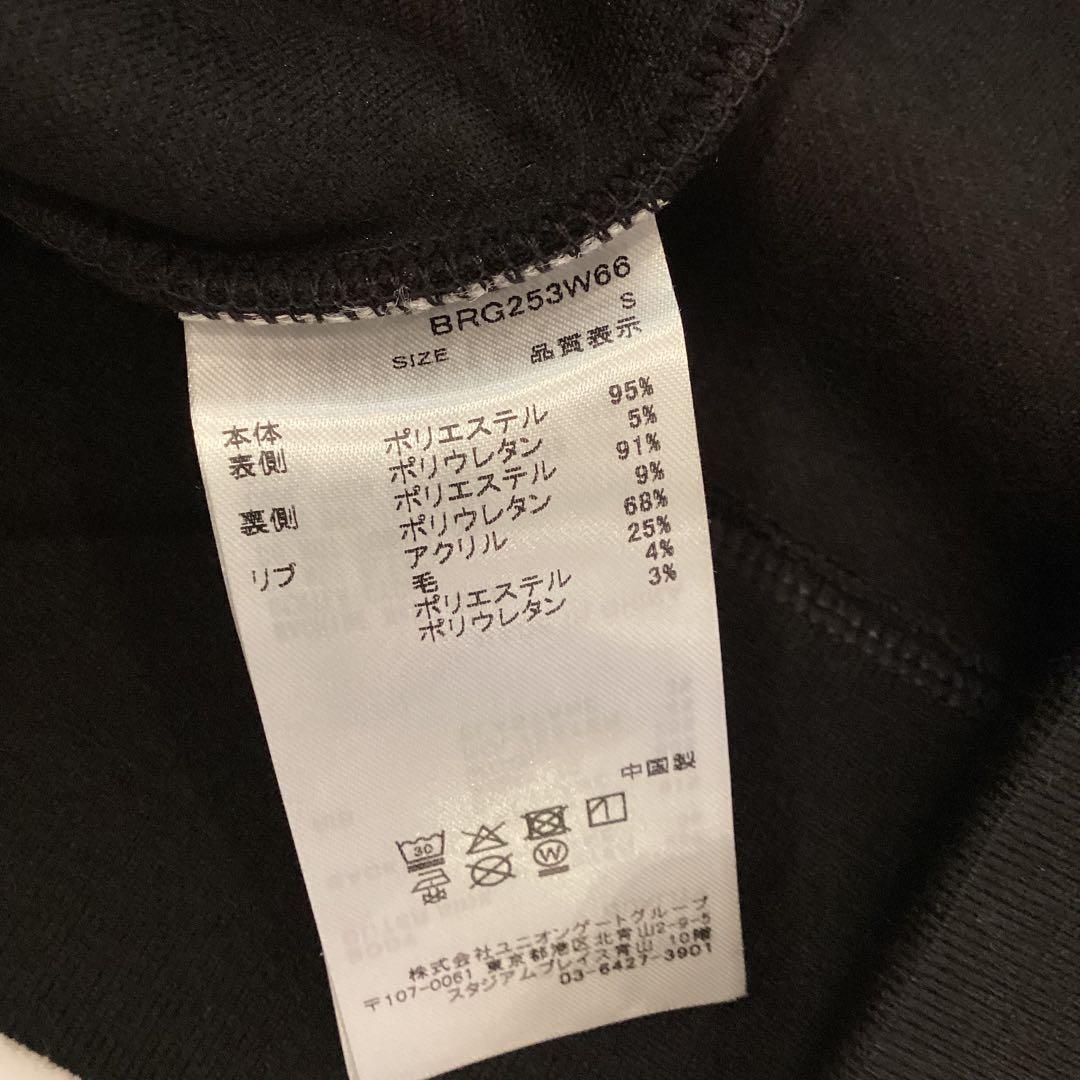 BRG253W66
SIZE S
品質表示
本体
表側 ポリエステル 95%
ポリウレタン 5%
裏側 ポリエステル 91%
ポリウレタン 9%
リブ アクリル 68%
毛 25%
ポリエステル 4%
ポリウレタン 3%
中国製
30
W
株式会社ユニオンゲートグループ
〒107-0061 東京都港区北青山2-9-5
スタジアムプレイス青山 10階
03-6427-3901